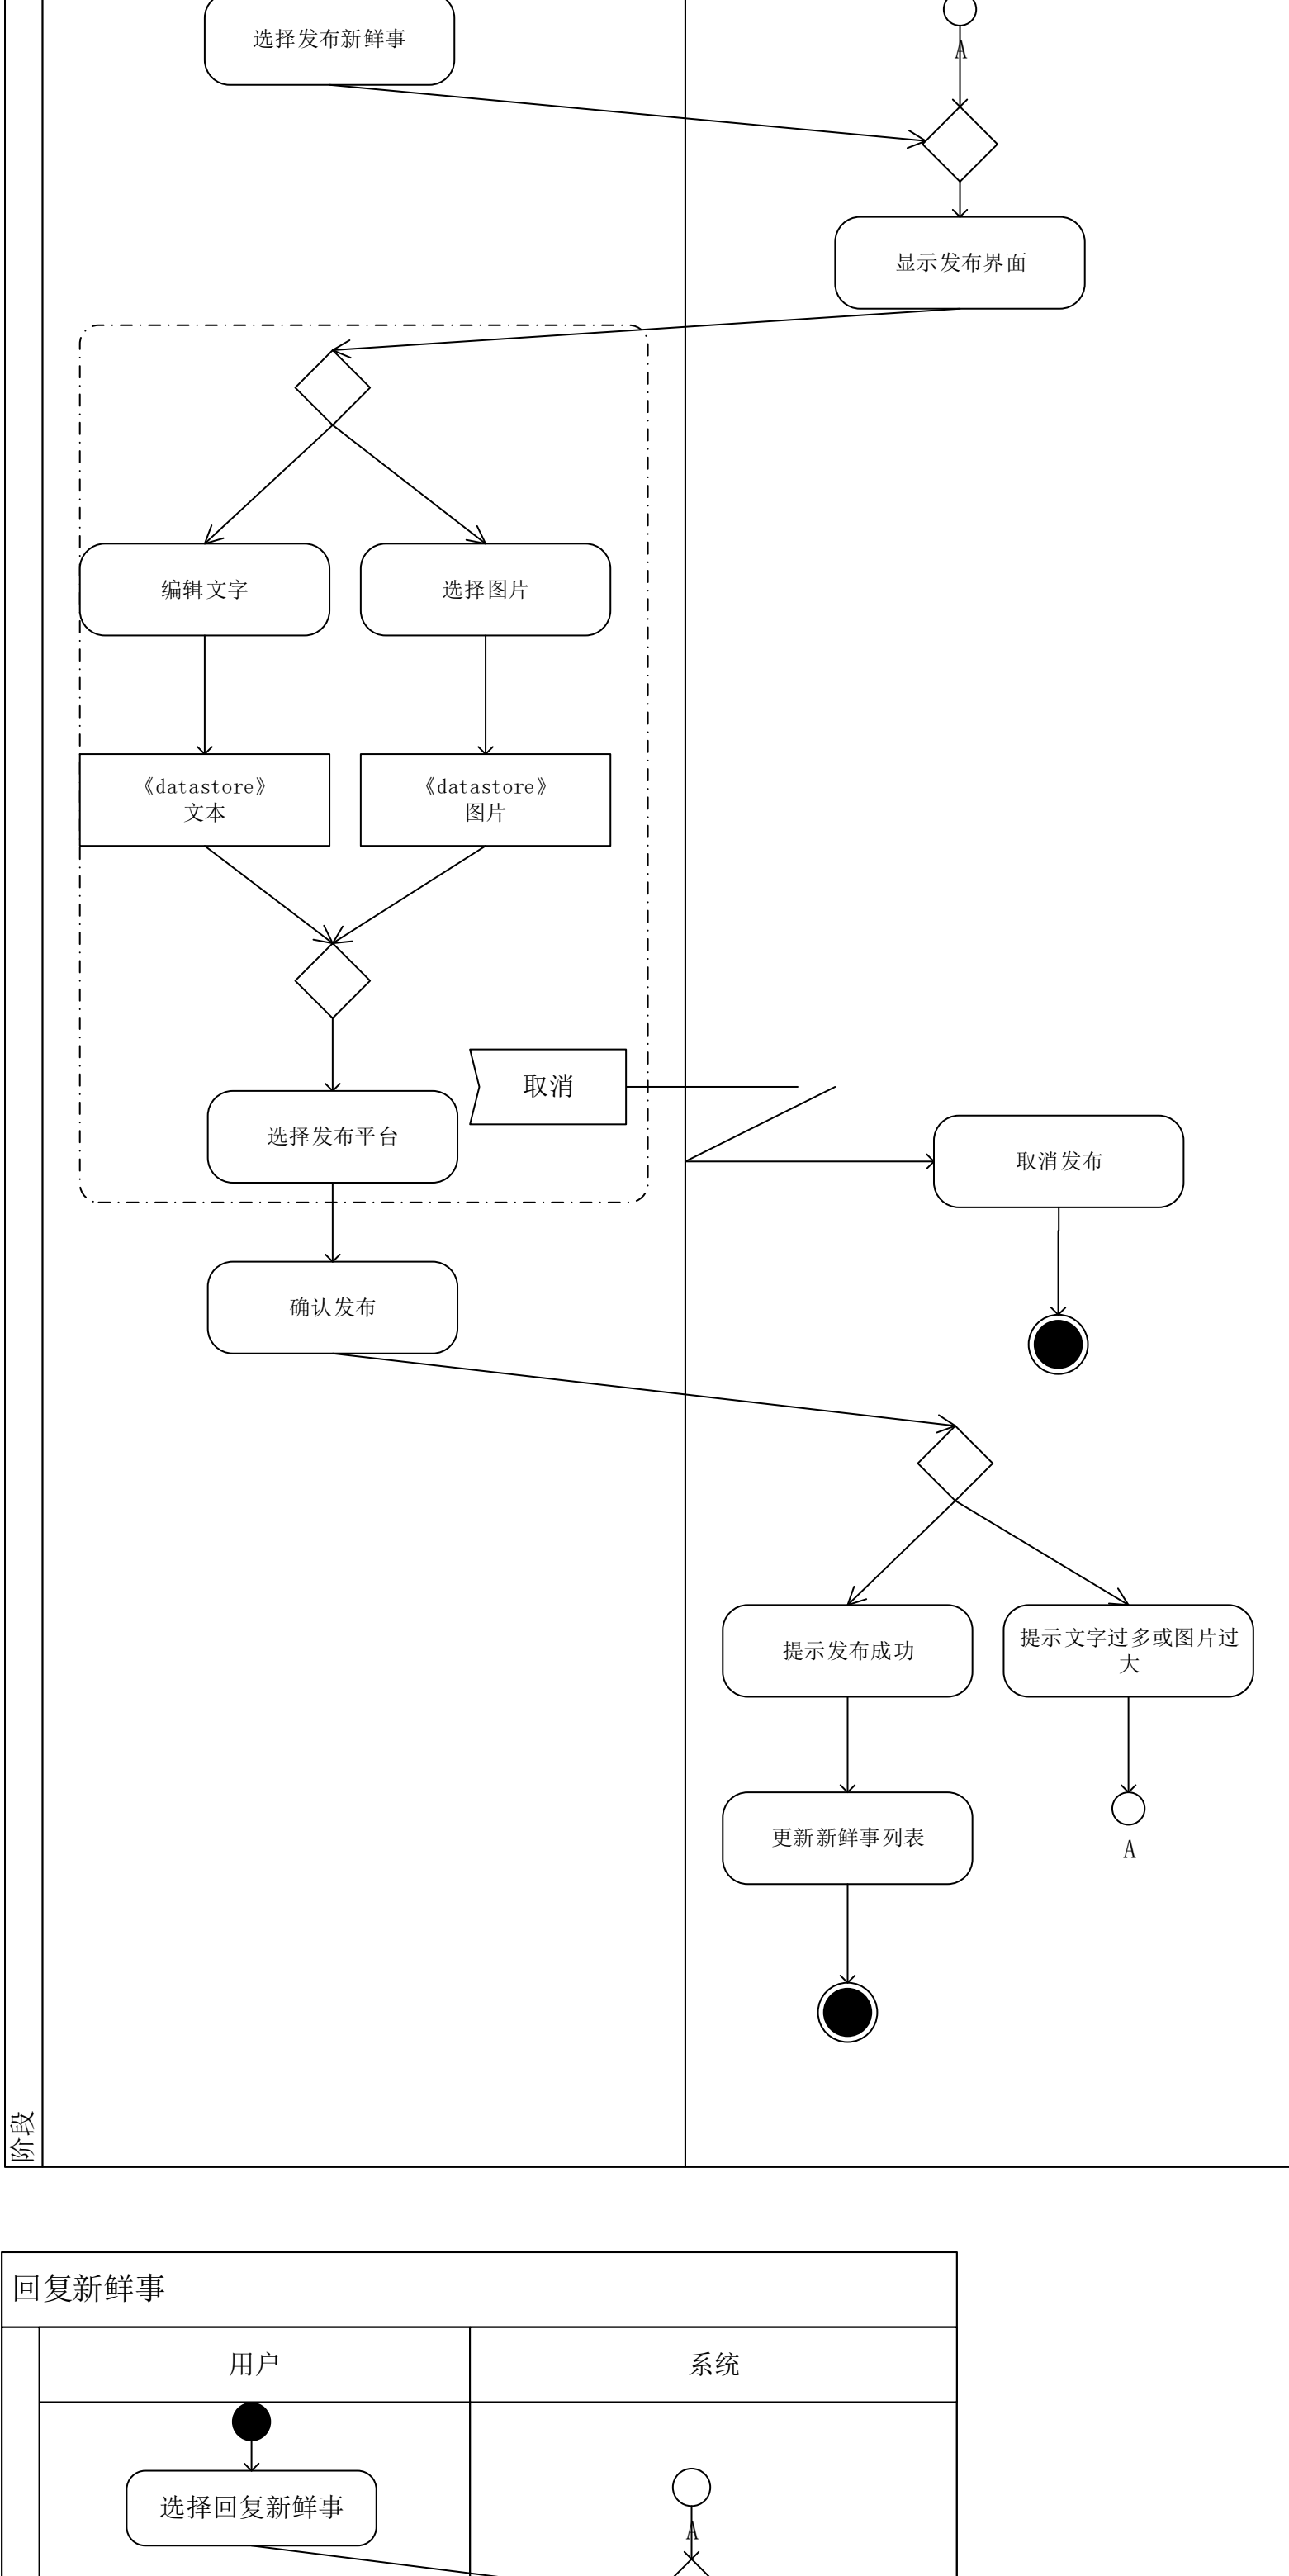 选择发布新鲜事
A
显示发布界面
编辑文字
选择图片
《datastore》
文本
《datastore》
图片
取消
选择发布平台
取消发布
确认发布
提示发布成功
提示文字过多或图片过
大
更新新鲜事列表
A
阶段
回复新鲜事
用户
系统
选择回复新鲜事
A